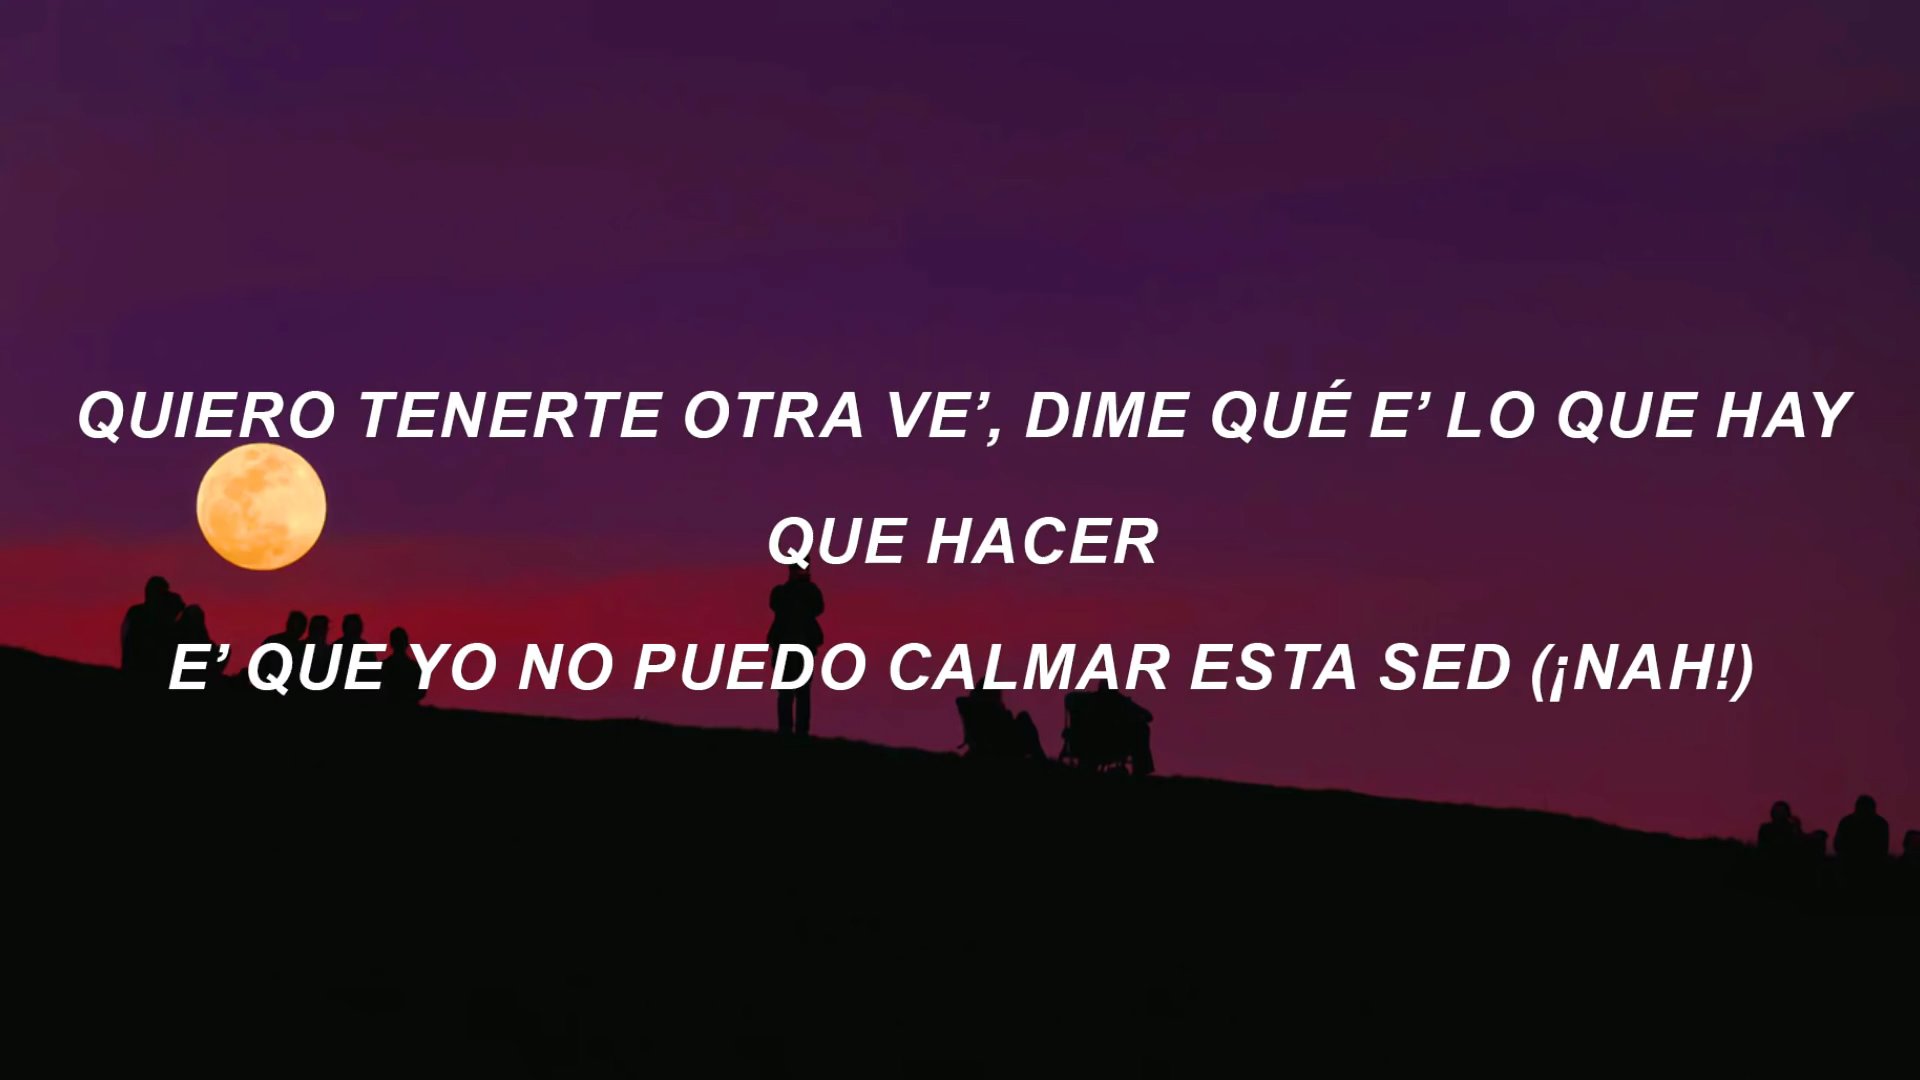 QUIERO TENERTE OTRA VE’, DIME QUÉ E’ LO QUE HAY
QUE HACER
E’ QUE YO NO PUEDO CALMAR ESTA SED (¡NAH!)